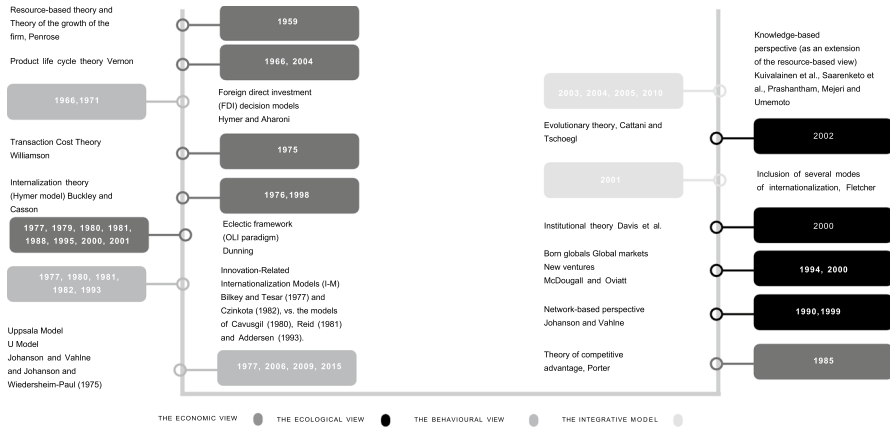 Resource-based theory and
Theory of the growth of the
firm, Penrose
1959
Product life cycle theory Vernon
1966, 2004
1966,1971
Foreign direct investment
(FDI) decision models
Hymer and Aharoni
Transaction Cost Theory
Williamson
1975
Internalization theory
(Hymer model) Buckley and
Casson
1976,1998
1977, 1979, 1980, 1981,
1988, 1995, 2000, 2001
Eclectic framework
(OLI paradigm)
Dunning
1977, 1980, 1981,
1982, 1993
Innovation-Related
Internationalization Models (I-M)
Bilkey and Tesar (1977) and
Czinkota (1982), vs. the models
of Cavusgil (1980), Reid (1981)
and Addersen (1993).
Uppsala Model
U Model
Johanson and Vahlne
and Johanson and
Wiedersheim-Paul (1975)
1977, 2006, 2009, 2015
2003, 2004, 2005, 2010
Knowledge-based
perspective (as an extension
of the resource-based view)
Kuivalainen et al., Saarenketo et
al., Prashantham, Mejeri and
Umemoto
Evolutionary theory, Cattani and
Tschoegl
2002
2001
Inclusion of several modes
of internationalization, Fletcher
Institutional theory Davis et al.
2000
Born globals Global markets
New ventures
McDougall and Oviatt
1994, 2000
Network-based perspective
Johanson and Vahlne
1990,1999
Theory of competitive
advantage, Porter
1985
THE ECONOMIC VIEW
THE ECOLOGICAL VIEW
THE BEHAVIOURAL VIEW
THE INTEGRATIVE MODEL